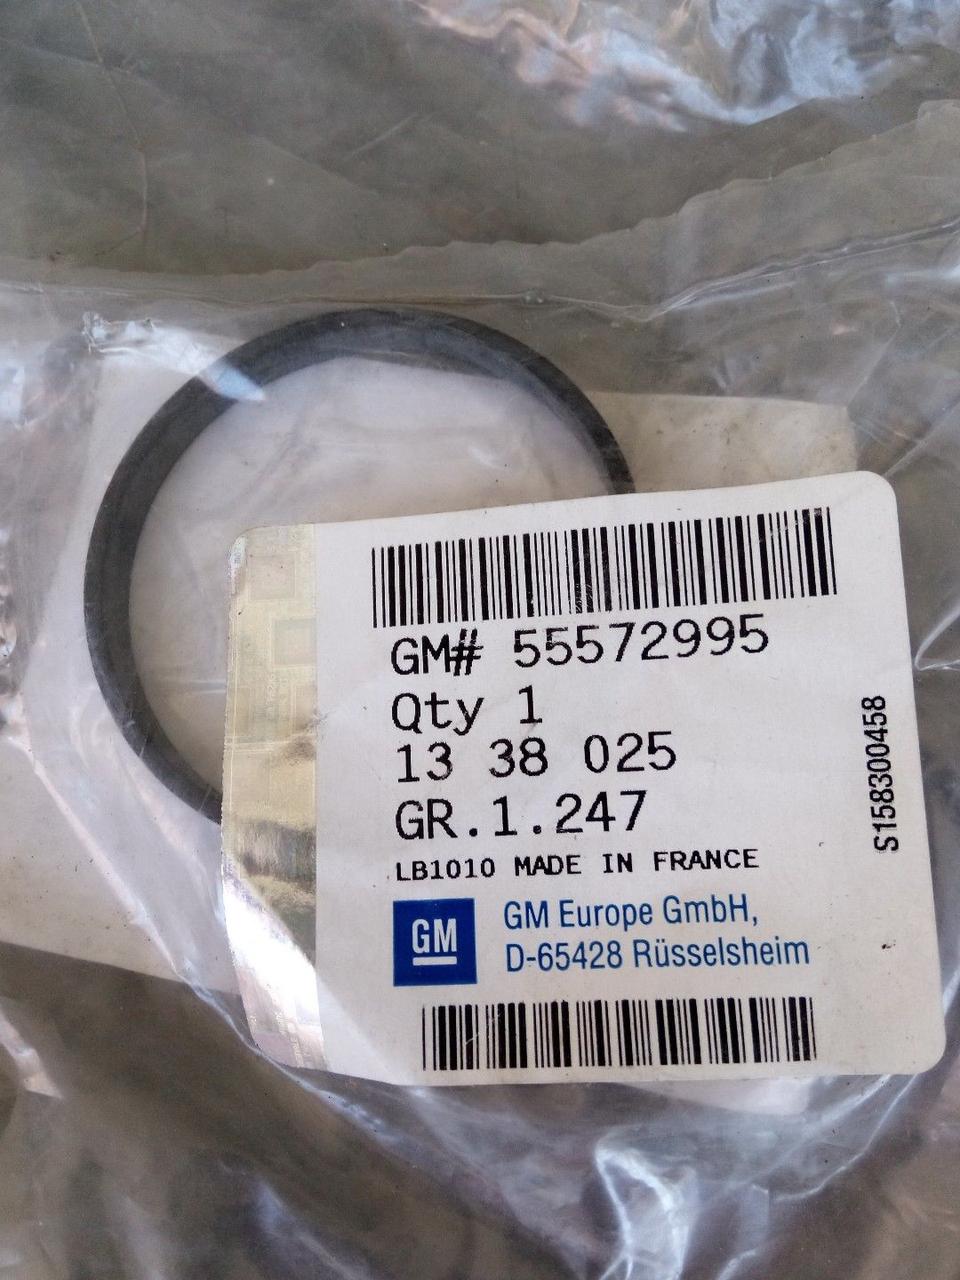 GM# 55572995
Qty 1
13 38 025
GR.1.247
LB1010 MADE IN FRANCE
GM
GM Europe GmbH,
D-65428 Rüsselsheim
S158300458